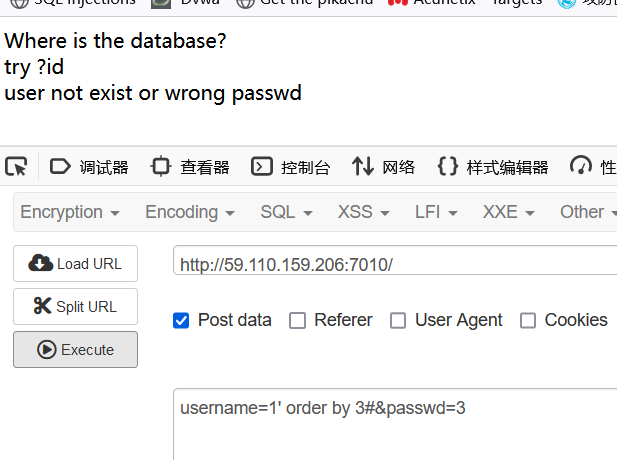 SQL Injections Dvwa Get the pikachu Acunetix Targets
Where is the database?
try ?id
user not exist or wrong passwd
调试器 查看器 控制台 网络 样式编辑器 性
Encryption Encoding SQL XSS LFI XXE Other
Load URL http://59.110.159.206:7010/
Split URL Post data Referer User Agent Cookies
Execute
username=1' order by 3#&passwd=3